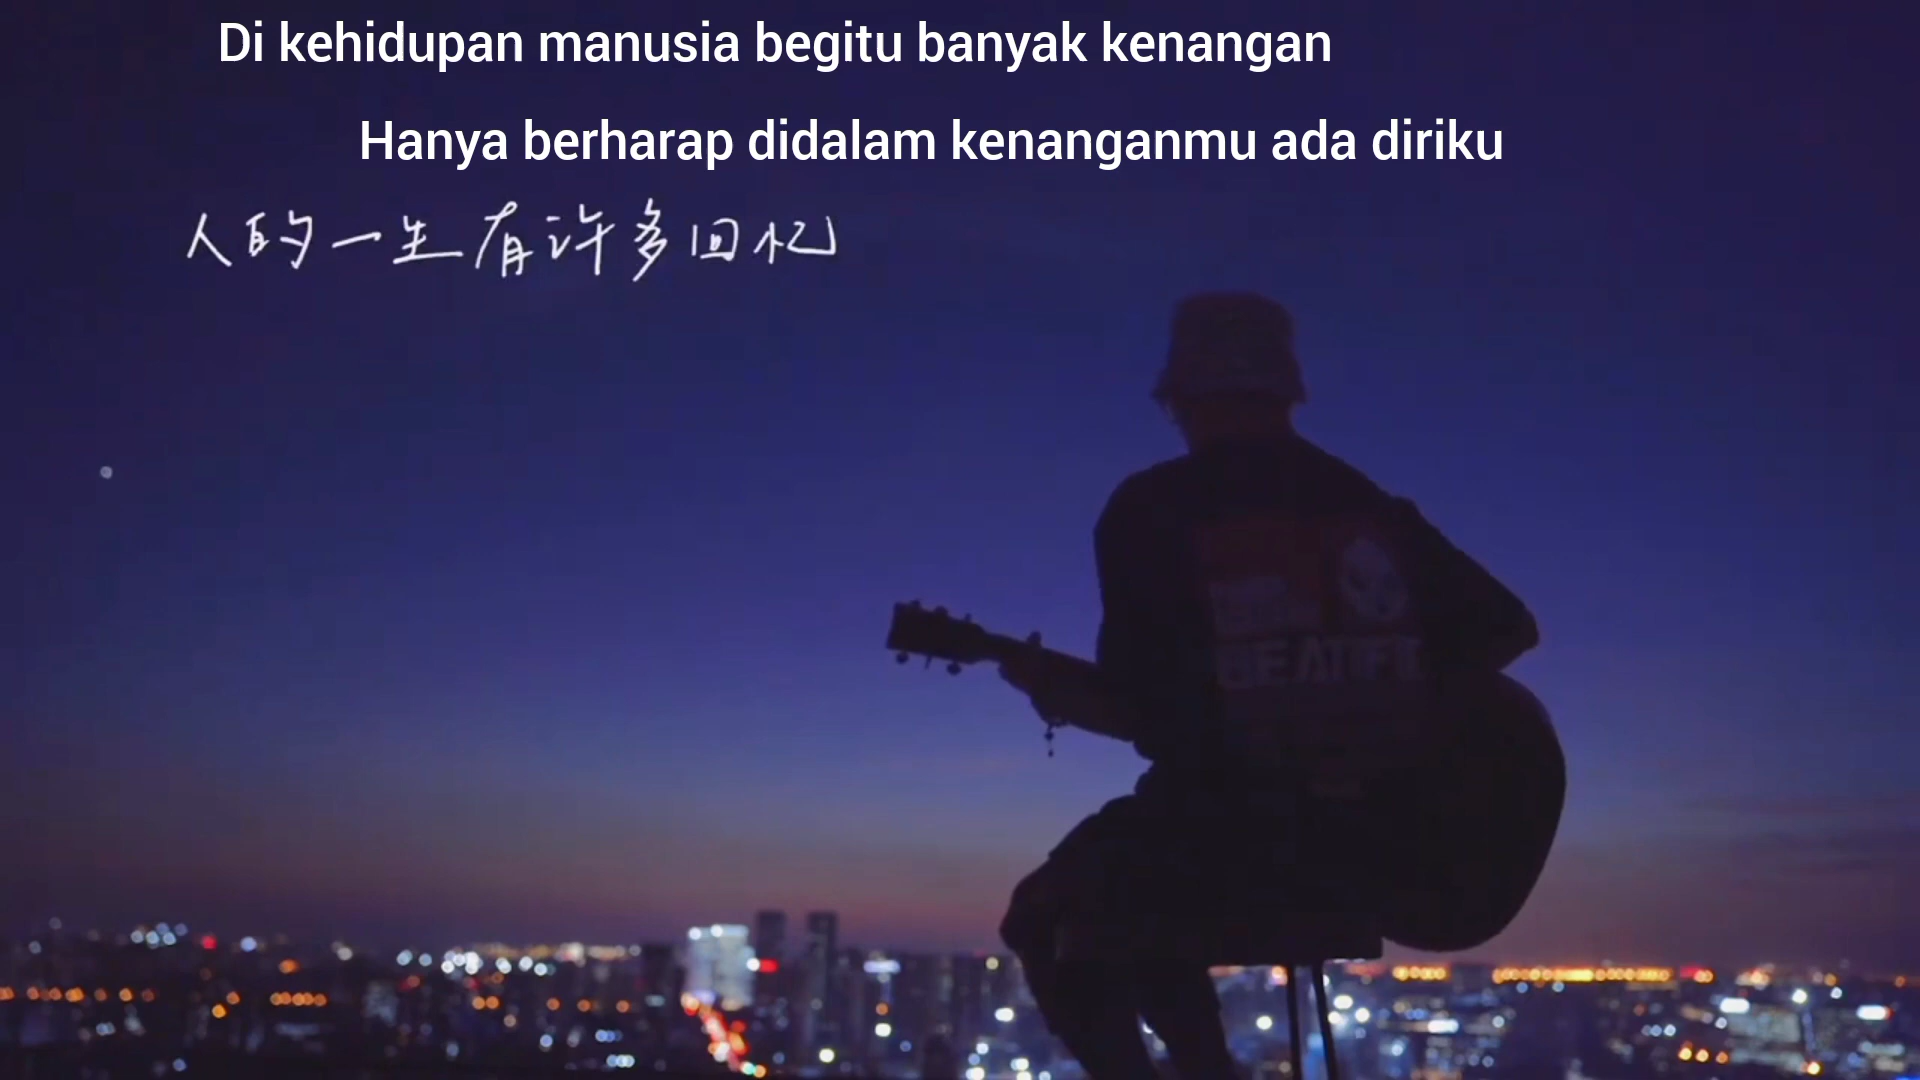 Di kehidupan manusia begitu banyak kenangan
Hanya berharap didalam kenanganmu ada diriku
人的一生有许多回忆